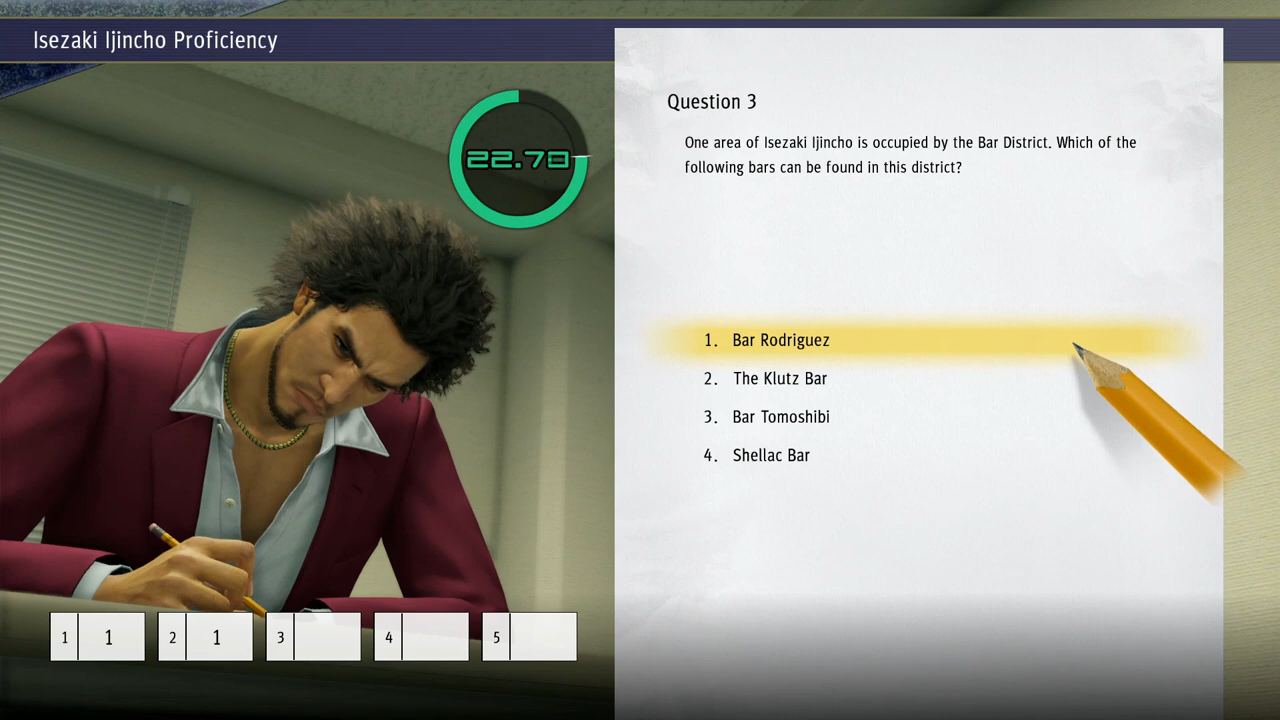 Isezaki Ijincho Proficiency
22.70
Question 3
One area of Isezaki Ijincho is occupied by the Bar District. Which of the
following bars can be found in this district?
1. Bar Rodriguez
2. The Klutz Bar
3. Bar Tomoshibi
4. Shellac Bar
1 1 2 1 3 4 5